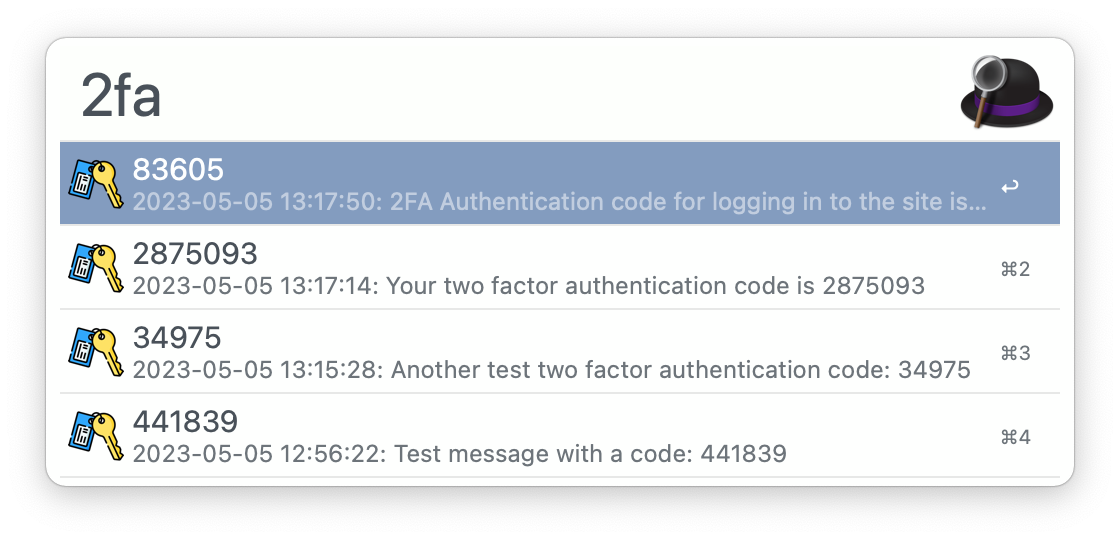 2fa
83605
2023-05-05 13:17:50: 2FA Authentication code for logging in to the site is...
↩
2875093
2023-05-05 13:17:14: Your two factor authentication code is 2875093
⌘2
34975
2023-05-05 13:15:28: Another test two factor authentication code: 34975
⌘3
441839
2023-05-05 12:56:22: Test message with a code: 441839
⌘4